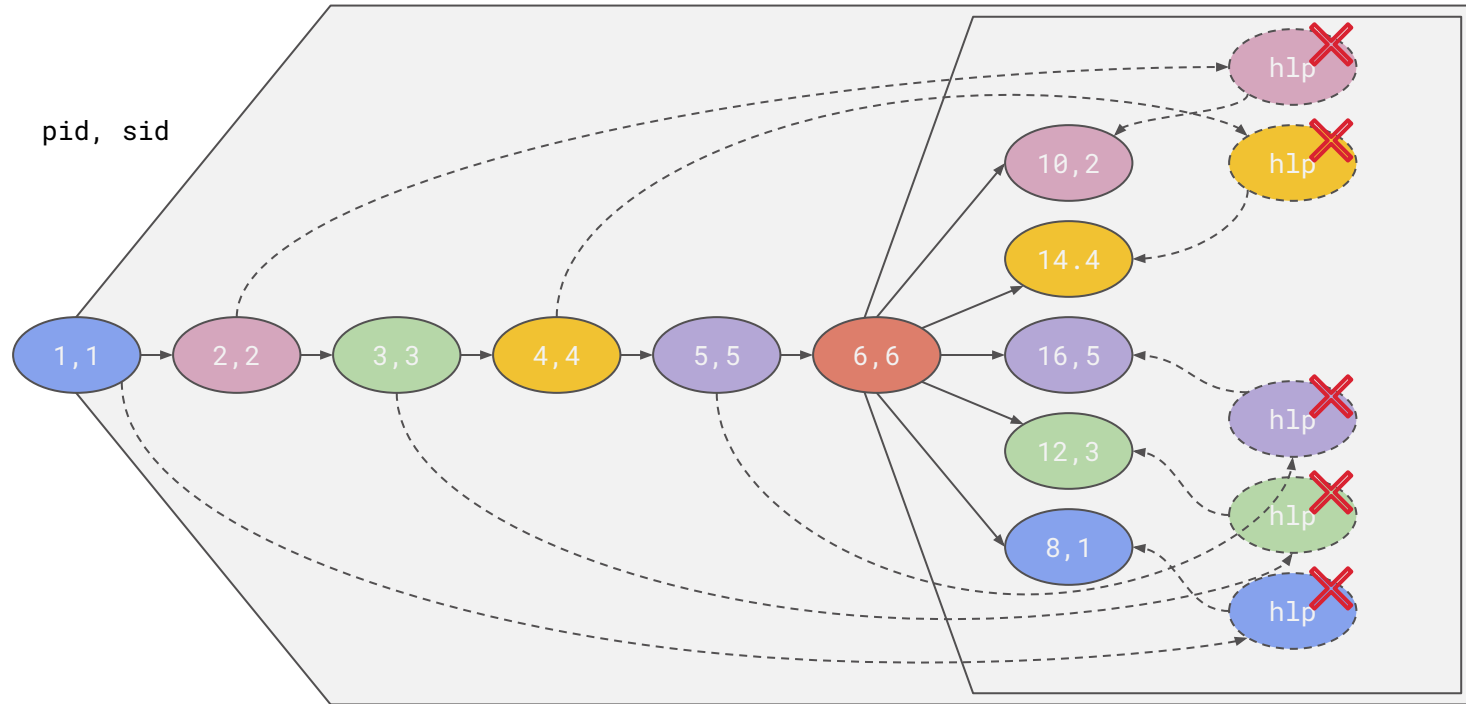 hlp
pid, sid
10,2
hlp
14.4
1,1
2,2
3,3
4,4
5,5
6,6
16,5
hlp
12,3
hlp
8,1
hlp